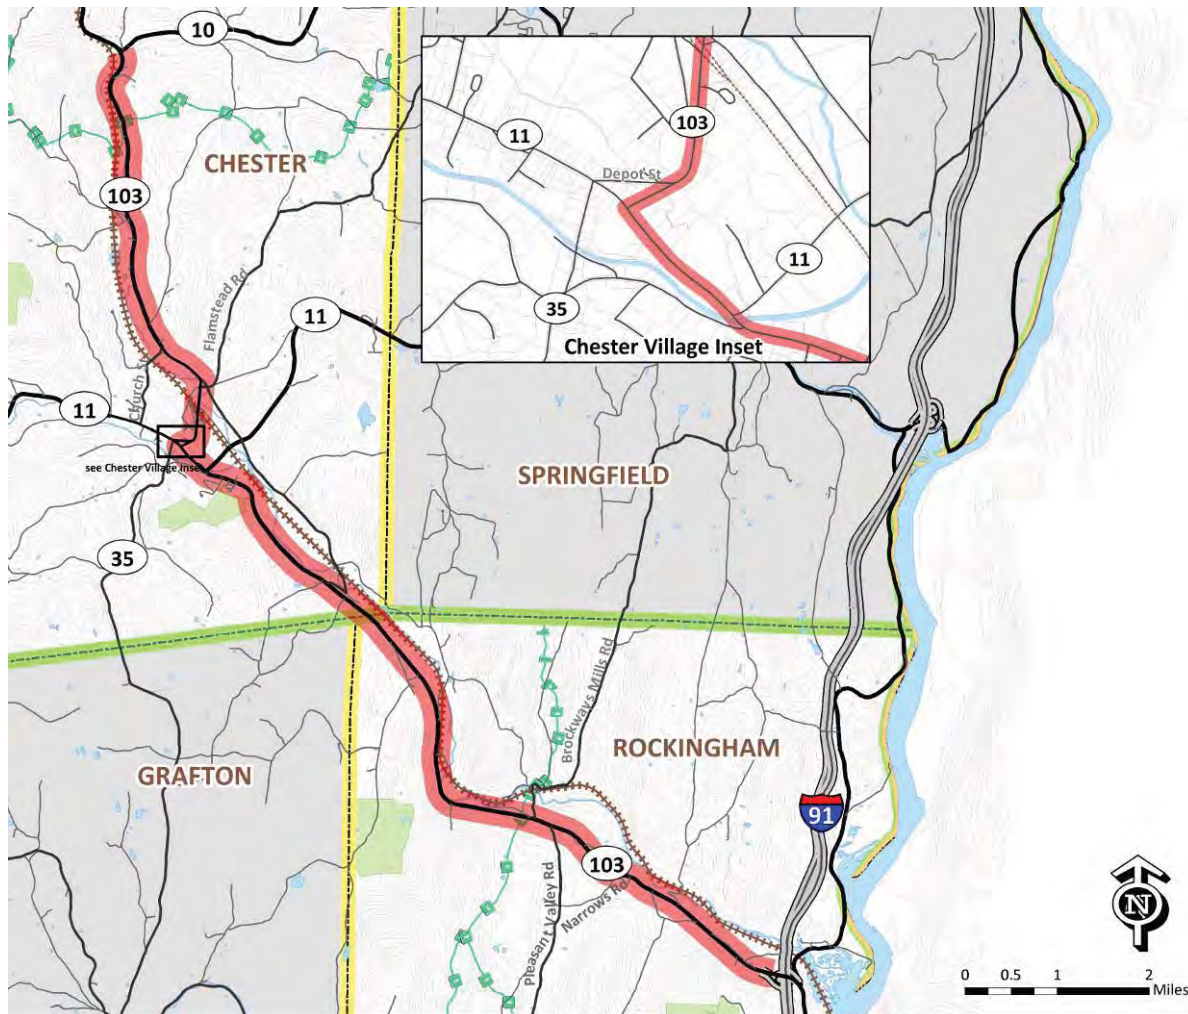 10
CHESTER
103
Flamstead Rd
11
Church S
11
see Chester Village Inse
35
11
103
Depot St
11
35
Chester Village Inset
SPRINGFIELD
Brockways Mills Rd
GRAFTON
ROCKINGHAM
91
103
Narrows Rd
Pleasant Valley Rd
N
0 0.5 1 2
Miles